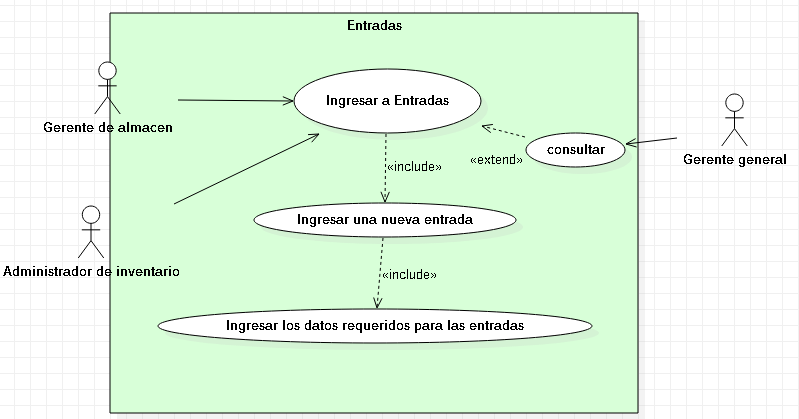 Entradas
Ingresar a Entradas
Gerente de almacen
consultar
Gerente general
«extend»
«include»
Ingresar una nueva entrada
Administrador de inventario
«include»
Ingresar los datos requeridos para las entradas